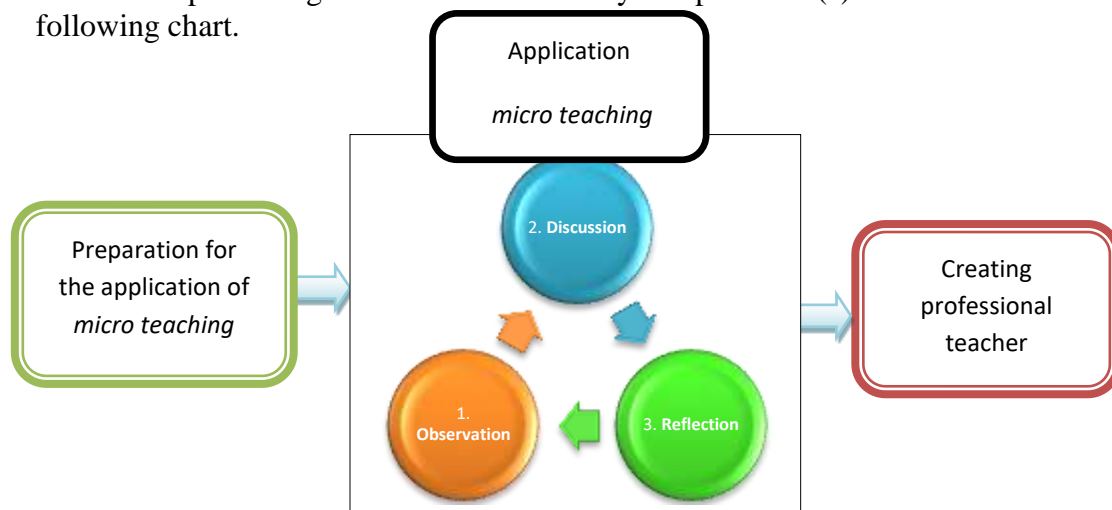 following chart.
Application
micro teaching
Preparation for
the application of
micro teaching
2. Discussion
1.
Observation
3. Reflection
Creating
professional
teacher